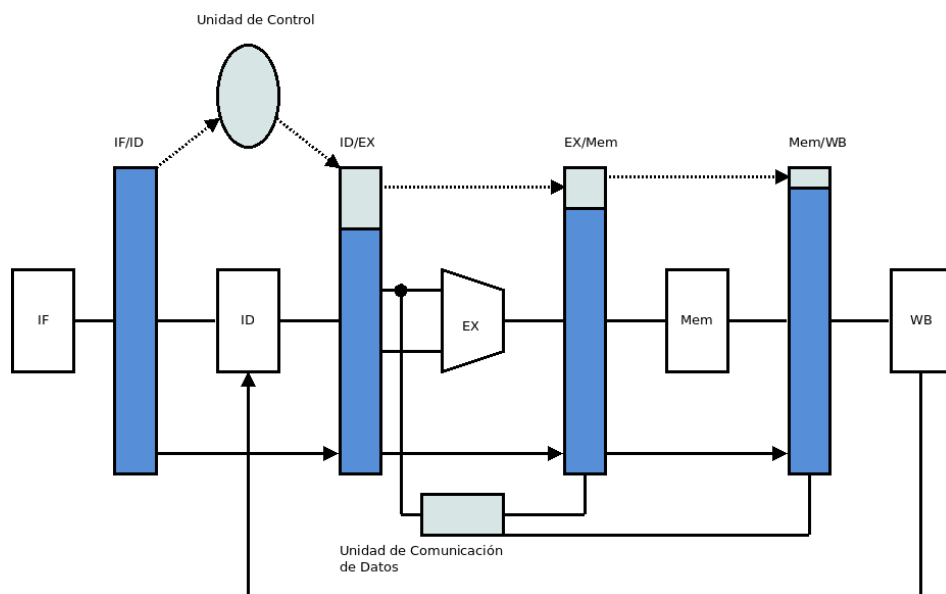 Unidad de Control
IF/ID
ID/EX
EX/Mem
Mem/WB
IF
ID
EX
Mem
WB
Unidad de Comunicación
de Datos